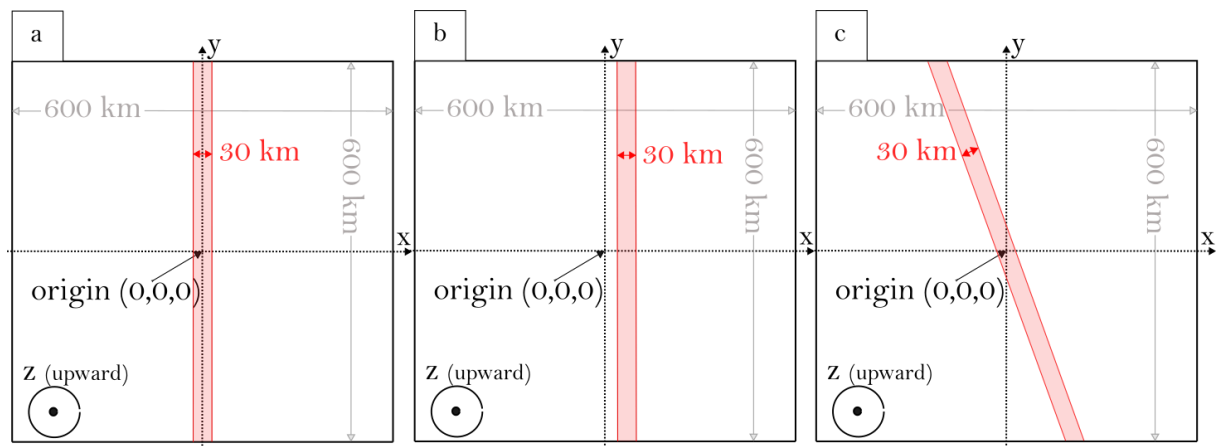 a
y
600 km
30 km
600 km
x
origin (0,0,0)
z (upward)
b
y
600 km
30 km
600 km
x
origin (0,0,0)
z (upward)
c
y
600 km
30 km
600 km
x
origin (0,0,0)
z (upward)